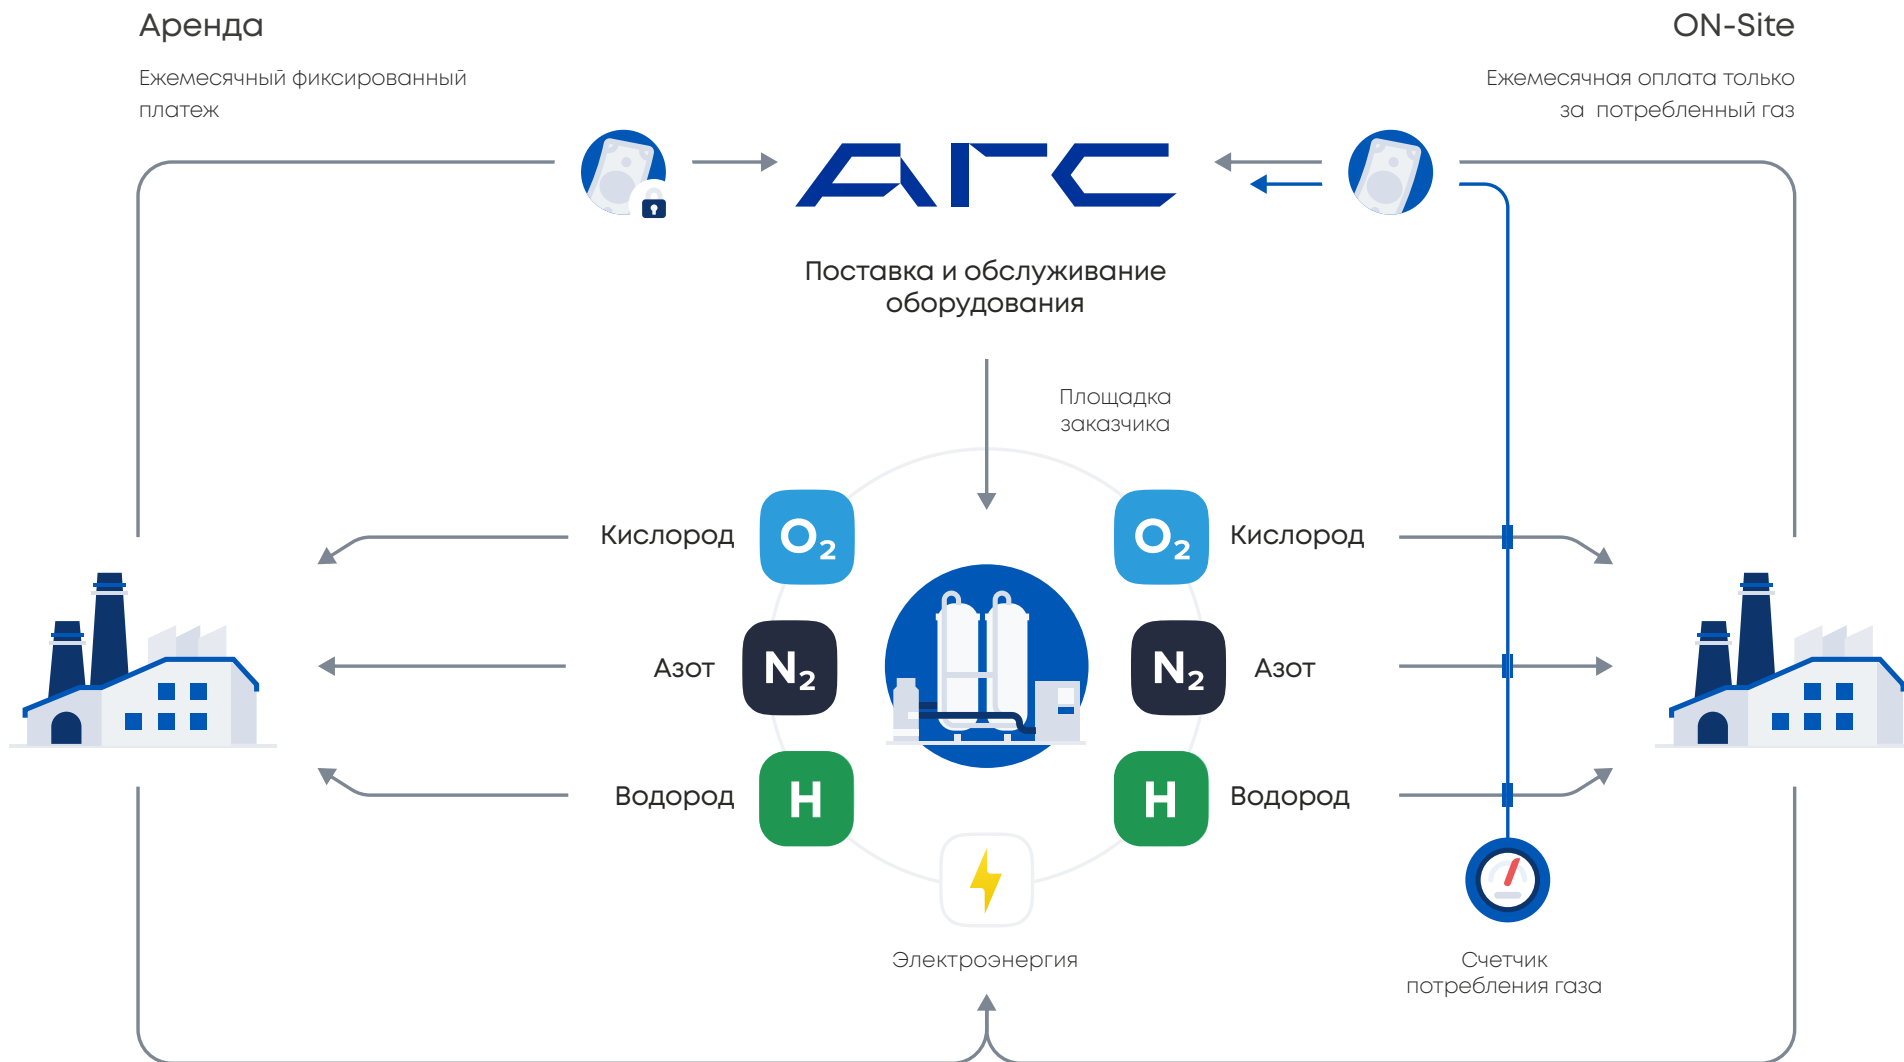 Аренда
Ежемесячный фиксированный
платеж
ON-Site
Ежемесячная оплата только
за потребленный газ
АГС
Поставка и обслуживание
оборудования
Площадка
заказчика
Кислород O₂
O₂ Кислород
Азот N₂
N₂ Азот
Водород H
H Водород
Электроэнергия
Счетчик
потребления газа